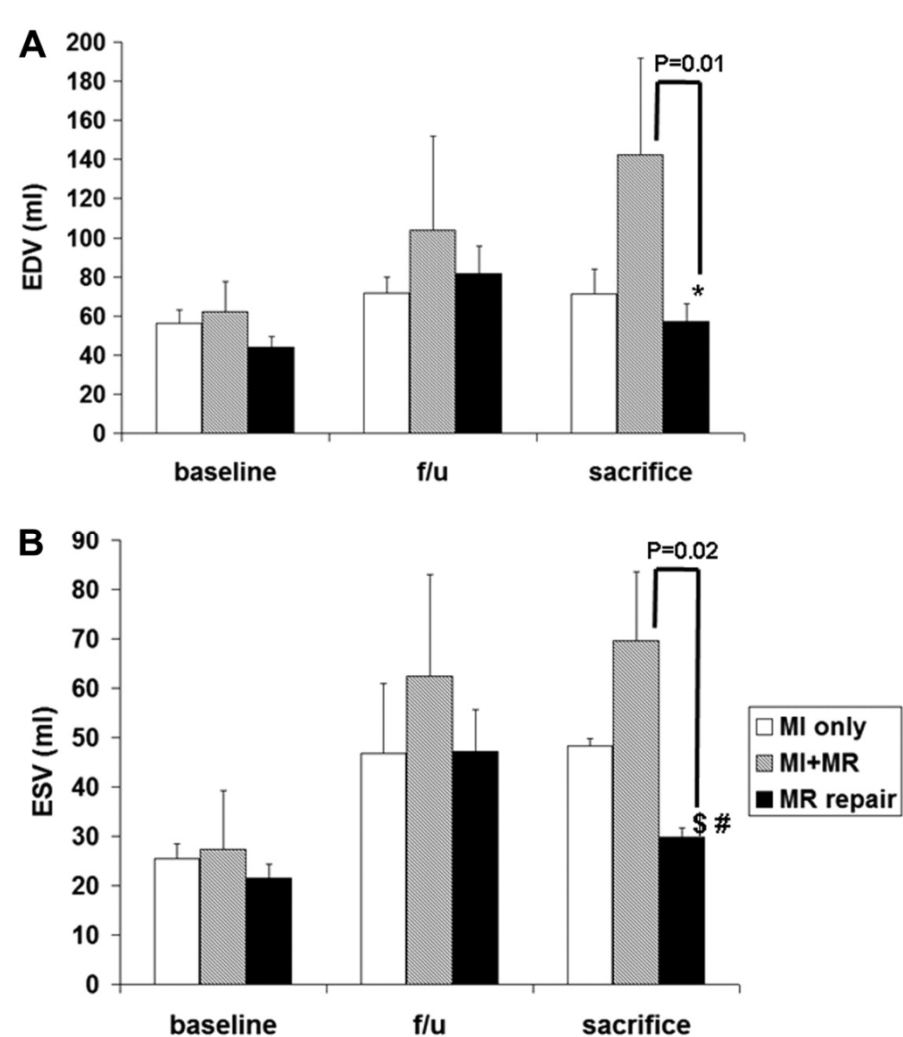 A
EDV (ml)
200
180
160
140
120
100
80
60
40
20
0
P=0.01
*
baseline f/u sacrifice
B
ESV (ml)
90
80
70
60
50
40
30
20
10
0
P=0.02
$ #
MI only
MI+MR
MR repair
baseline f/u sacrifice